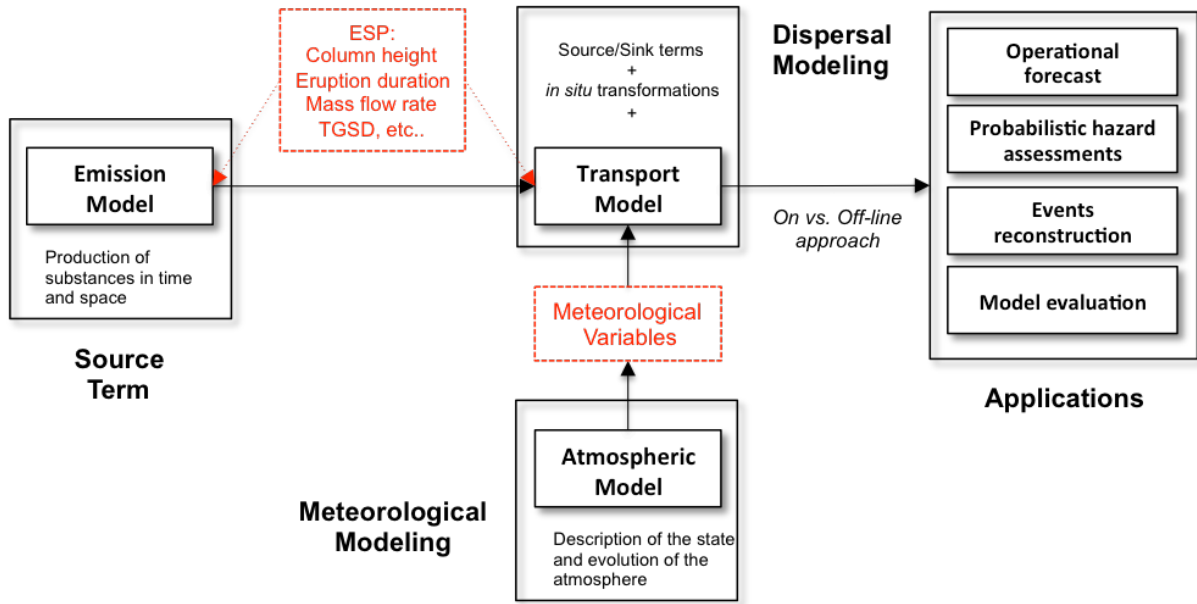 ESP:
Column height
Eruption duration
Mass flow rate
TGSD, etc..
Emission
Model
Production of
substances in time
and space
Source
Term
Source/Sink terms
+
in situ transformations
+
Transport
Model
Dispersal
Modeling
On vs. Off-line
approach
Meteorological
Variables
Atmospheric
Model
Description of the state
and evolution of the
atmosphere
Meteorological
Modeling
Operational
forecast
Probabilistic hazard
assessments
Events
reconstruction
Model evaluation
Applications